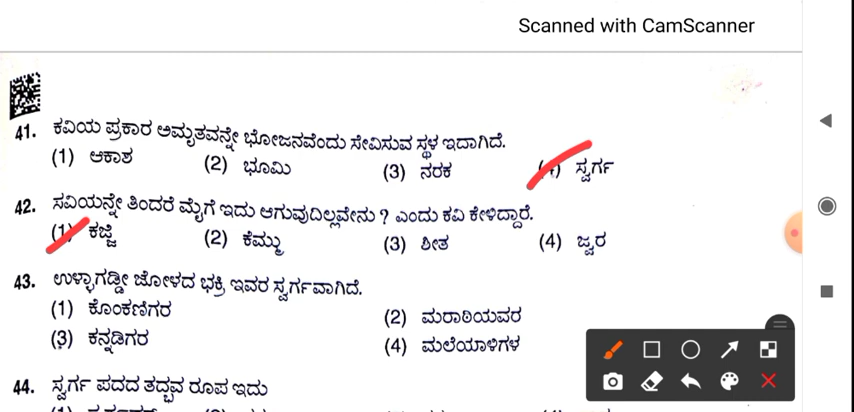 Scanned with CamScanner
41. ಕವಿಯ ಪ್ರಕಾರ ಅಮೃತವನ್ನೇ ಭೋಜನವೆಂದು ಸೇವಿಸುವ ಸ್ಥಳ ಇದಾಗಿದೆ.
(1) ಆಕಾಶ (2) ಭೂಮಿ (3) ನರಕ (4) ಸ್ವರ್ಗ
42. ಸವಿಯನ್ನೇ ತಿಂದರೆ ಮೈಗೆ ಇದು ಆಗುವುದಿಲ್ಲವೇನು ? ಎಂದು ಕವಿ ಕೇಳಿದ್ದಾರೆ.
(1) ಕಜ್ಜಿ (2) ಕೆಮ್ಮು (3) ಶೀತ (4) ಜ್ವರ
43. ಉಳ್ಳಾಗಡ್ಡೀ ಜೋಳದ ಭಕ್ರಿ ಇವರ ಸ್ವರ್ಗವಾಗಿದೆ.
(1) ಕೊಂಕಣಿಗರ (2) ಮರಾಠಿಯವರ
(3) ಕನ್ನಡಿಗರ (4) ಮಲೆಯಾಳಿಗಳ
44. ಸ್ವರ್ಗ ಪದದ ತದ್ಭವ ರೂಪ ಇದು